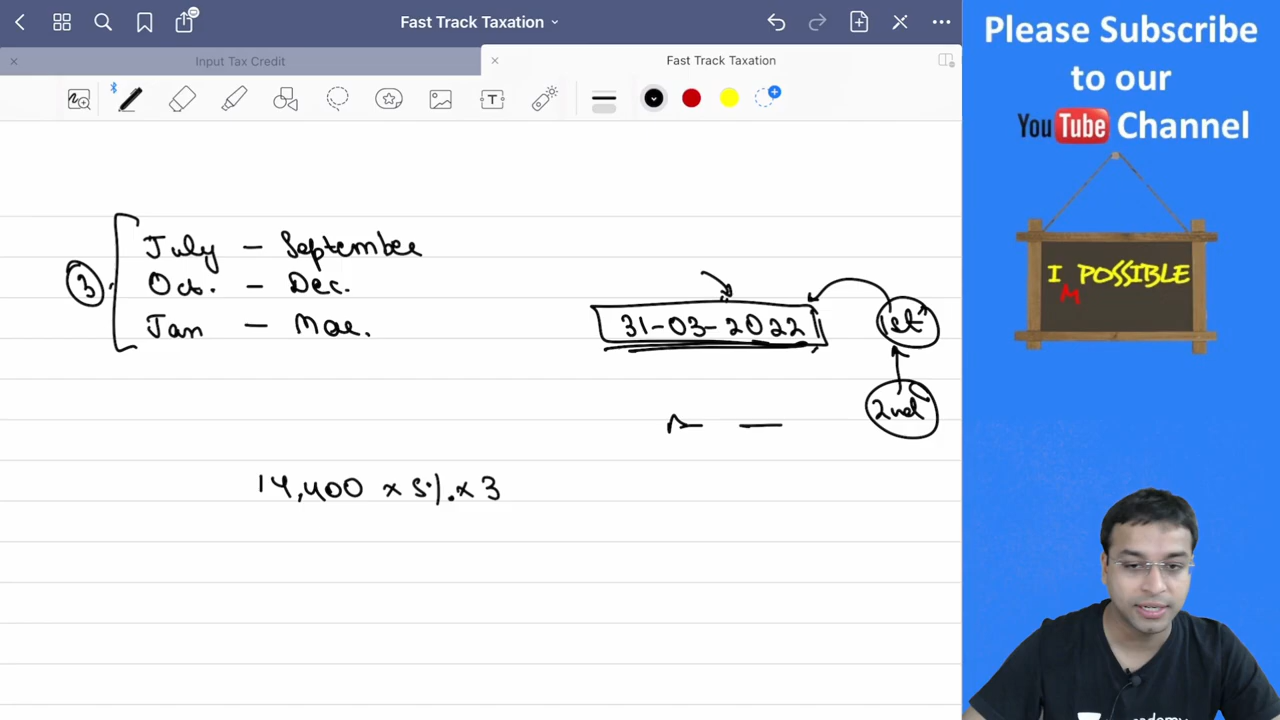 Fast Track Taxation
Input Tax Credit
Fast Track Taxation
T
Please Subscribe
to our
YouTube Channel
I POSSIBLE
M
3
July - September
Oct. - Dec.
Jan - Mar.
31-03-2022
1st
2nd
14,400 x 5% x 3